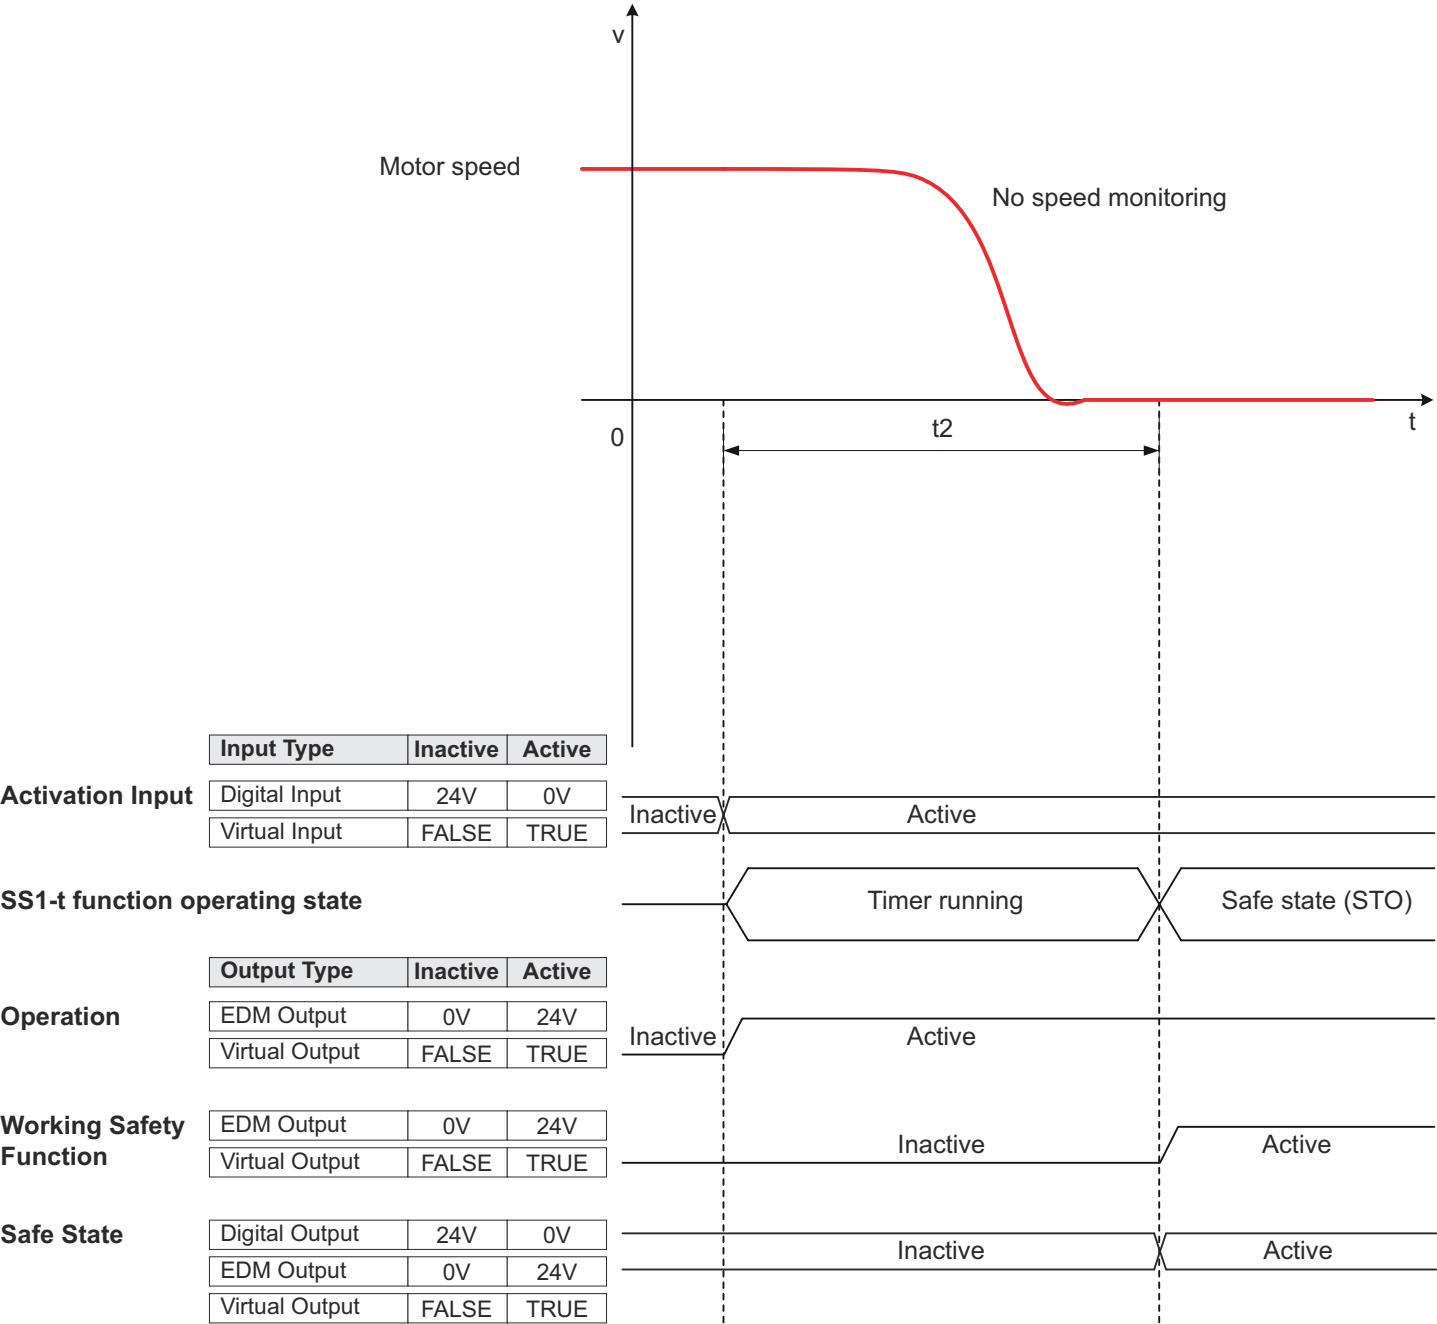 v
Motor speed
No speed monitoring
t
0
t2
Input Type Inactive Active
Activation Input Digital Input 24V 0V
Virtual Input FALSE TRUE
Inactive Active
SS1-t function operating state Timer running Safe state (STO)
Output Type Inactive Active
Operation EDM Output 0V 24V
Virtual Output FALSE TRUE
Inactive Active
Working Safety
Function
EDM Output 0V 24V
Virtual Output FALSE TRUE
Inactive Active
Safe State Digital Output 24V 0V
EDM Output 0V 24V
Virtual Output FALSE TRUE
Inactive Active